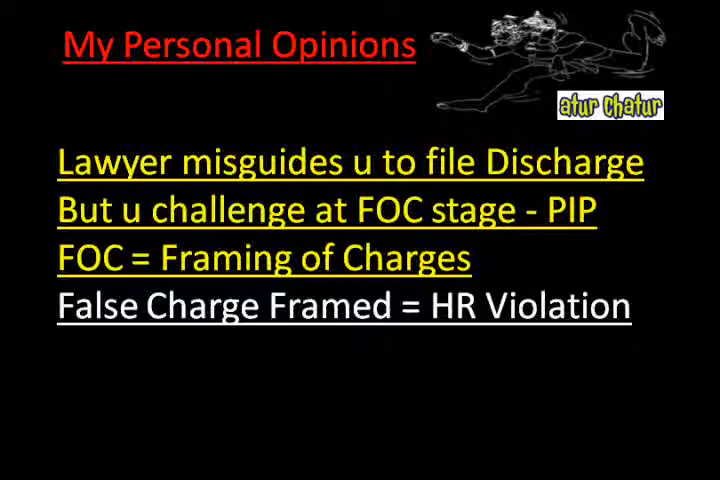 My Personal Opinions
atur chatur
Lawyer misguides u to file Discharge
But u challenge at FOC stage - PIP
FOC = Framing of Charges
False Charge Framed = HR Violation